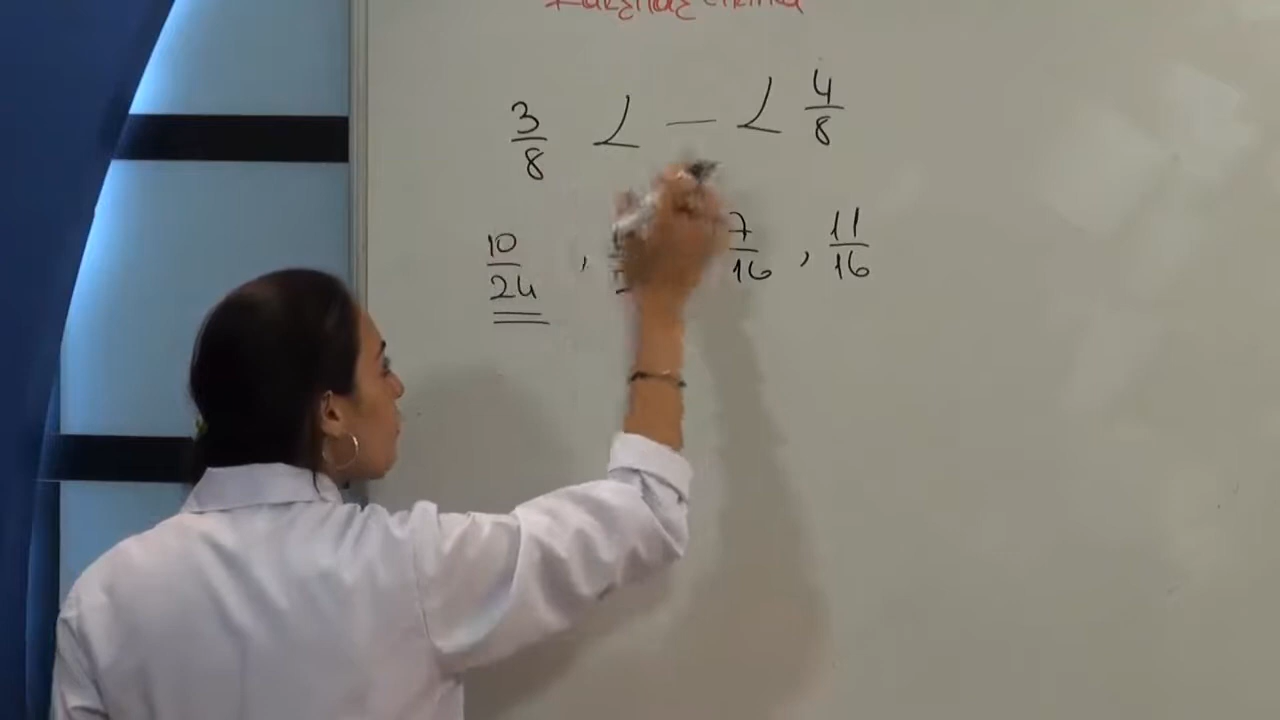 3/8 < — < 4/8
10/24 , 7/16 , 11/16